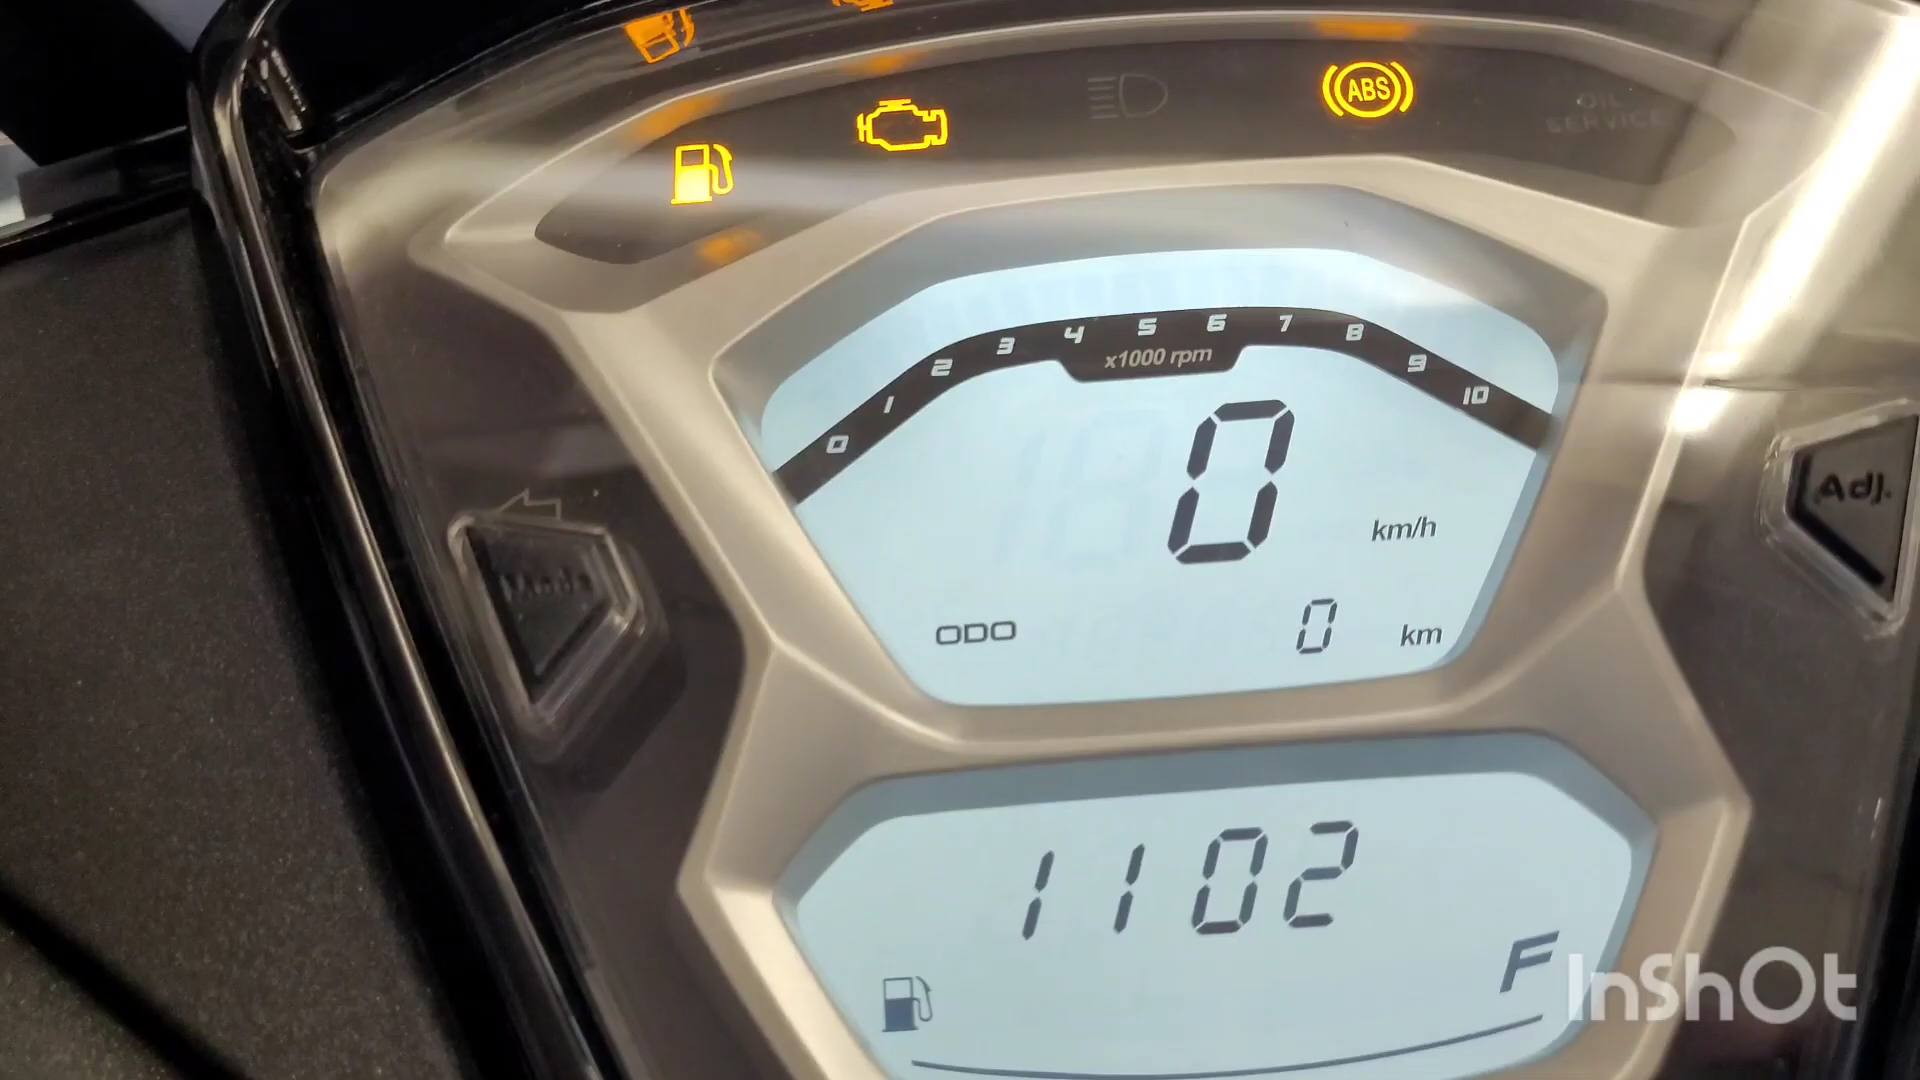 ABS
OIL
SERVICE
0 1 2 3 4 5 6 7 8 9 10
x1000 rpm
0 km/h
Adj.
Mode
ODO 0 km
1102
F
InShOt